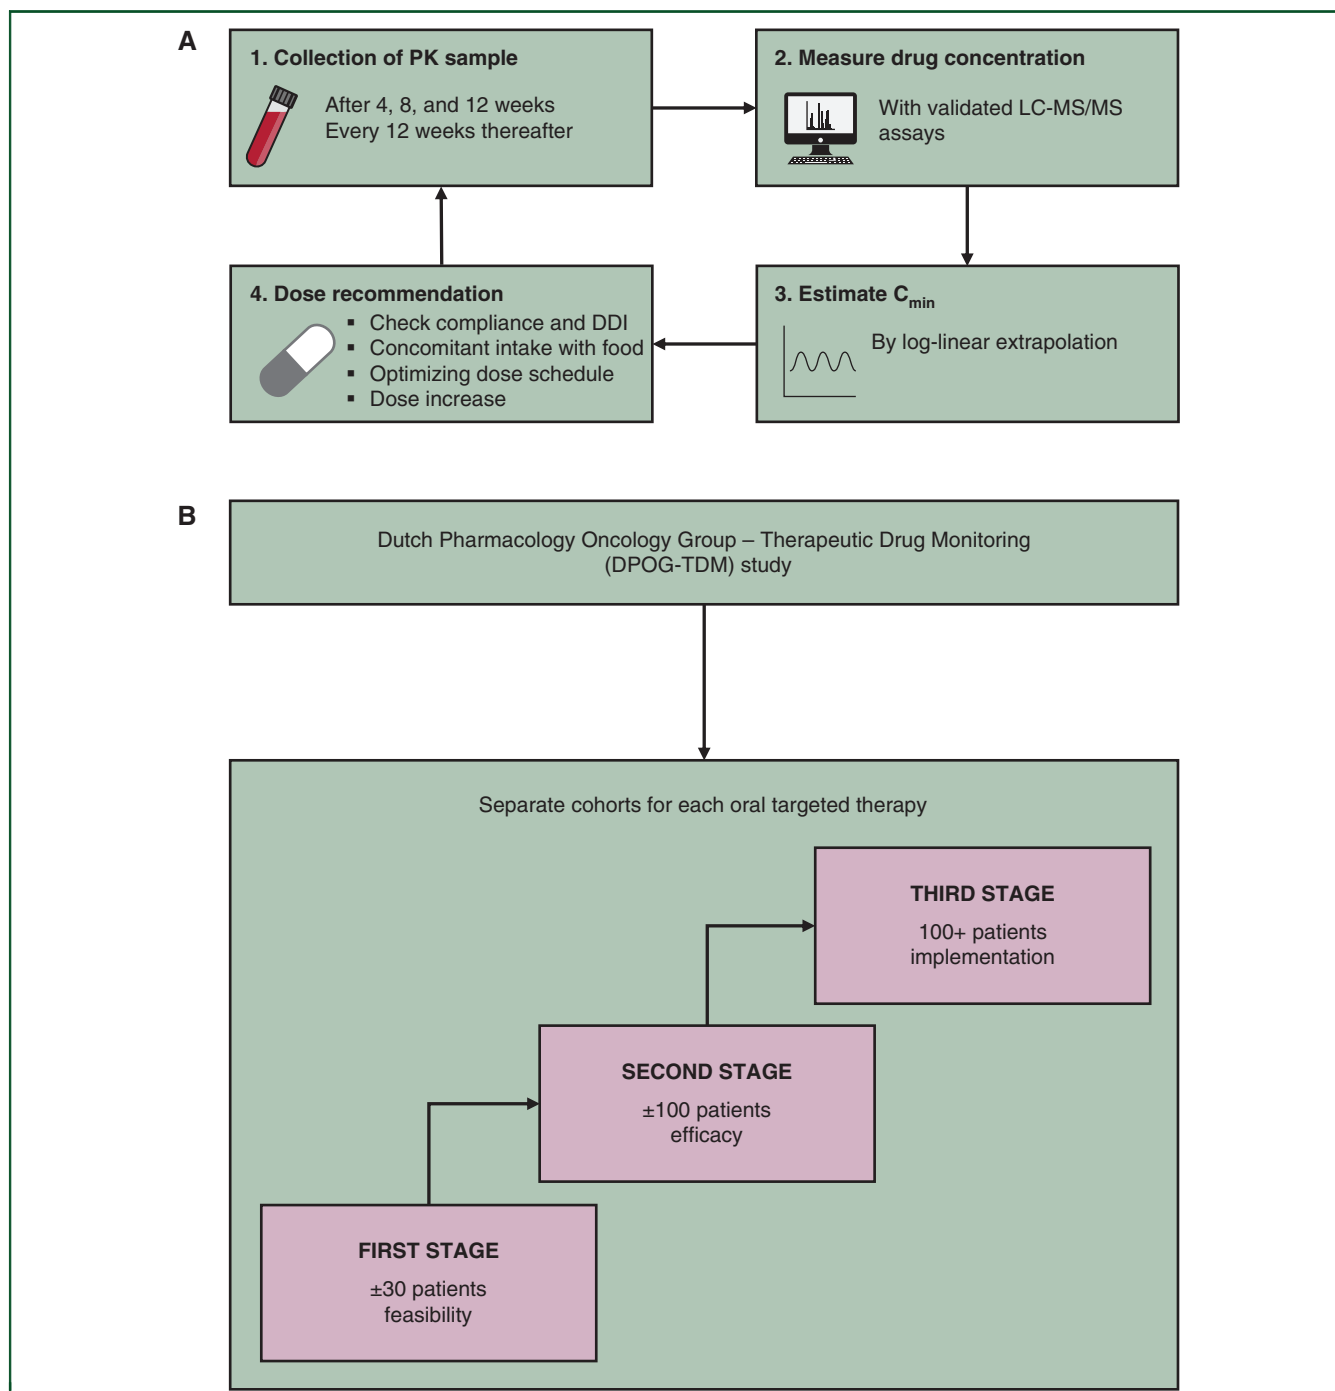 A
1. Collection of PK sample
After 4, 8, and 12 weeks
Every 12 weeks thereafter
2. Measure drug concentration
With validated LC-MS/MS
assays
4. Dose recommendation
▪ Check compliance and DDI
▪ Concomitant intake with food
▪ Optimizing dose schedule
▪ Dose increase
3. Estimate Cmin
By log-linear extrapolation
B
Dutch Pharmacology Oncology Group – Therapeutic Drug Monitoring
(DPOG-TDM) study
Separate cohorts for each oral targeted therapy
THIRD STAGE
100+ patients
implementation
SECOND STAGE
±100 patients
efficacy
FIRST STAGE
±30 patients
feasibility